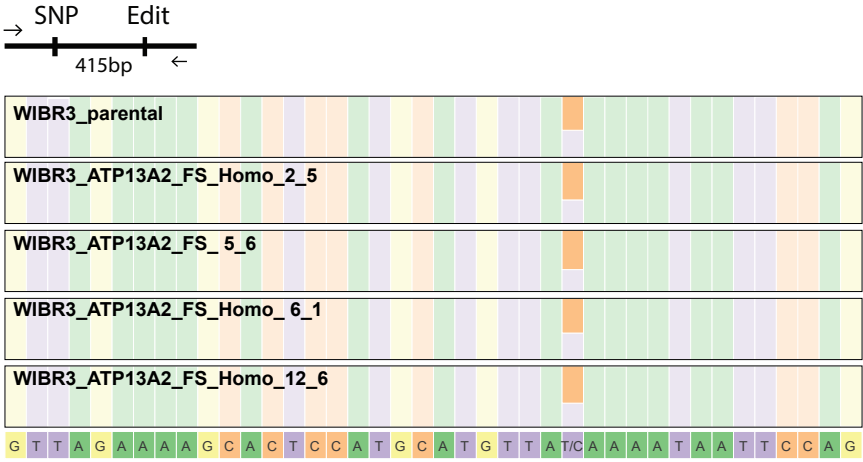 SNP Edit
415bp
WIBR3_parental
WIBR3_ATP13A2_FS_Homo_2_5
WIBR3_ATP13A2_FS_ 5_6
WIBR3_ATP13A2_FS_Homo_ 6_1
WIBR3_ATP13A2_FS_Homo_12_6
G T T A G A A A A G C A C T C C A T G C A T G T T A T/C A A A A T A A T T C C A G